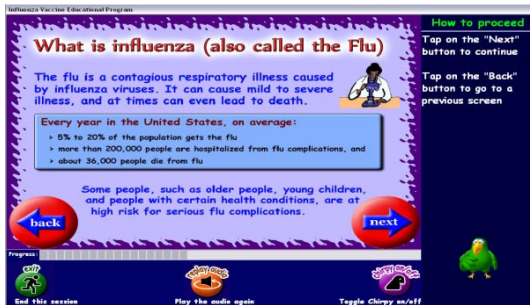 Influenza Vaccine Educational Program
What is influenza (also called the Flu)
The flu is a contagious respiratory illness caused
by influenza viruses. It can cause mild to severe
illness, and at times can even lead to death.
Every year in the United States, on average:
> 5% to 20% of the population gets the flu
> more than 200,000 people are hospitalized from flu complications, and
> about 36,000 people die from flu
Some people, such as older people, young children,
and people with certain health conditions, are at
high risk for serious flu complications.
back
next
Progress:
exit
End this session
replay audio
Play the audio again
Chirpy on/off
Toggle Chirpy on/off
How to proceed
Tap on the "Next"
button to continue
Tap on the "Back"
button to go to a
previous screen